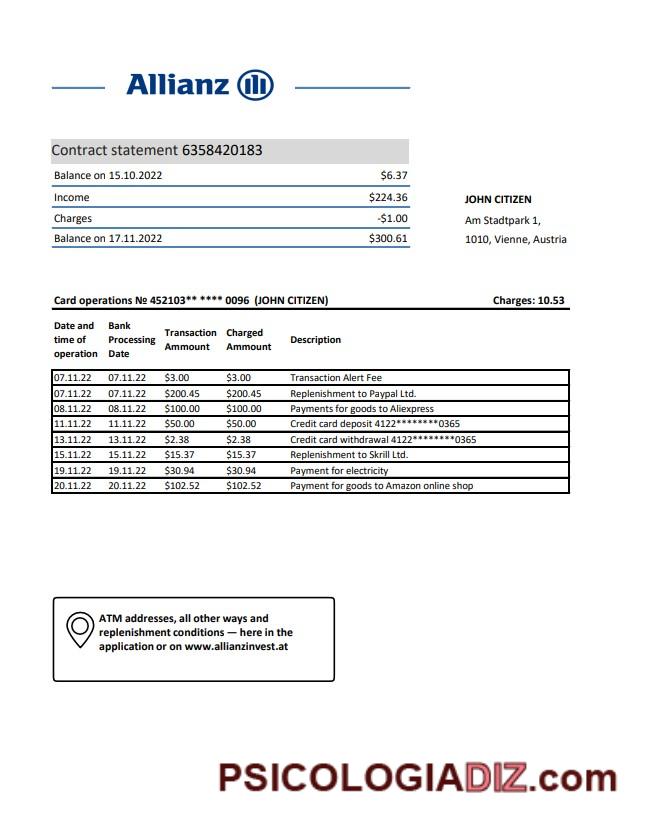 Allianz
Contract statement 6358420183
Balance on 15.10.2022 $6.37
Income $224.36
Charges -$1.00
Balance on 17.11.2022 $300.61
JOHN CITIZEN
Am Stadtpark 1,
1010, Vienne, Austria
Card operations № 452103** **** 0096 (JOHN CITIZEN) Charges: 10.53
Date and time of operation Bank Processing Date Transaction Amount Charged Amount Description
07.11.22 07.11.22 $3.00 $3.00 Transaction Alert Fee
07.11.22 07.11.22 $200.45 $200.45 Replenishment to Paypal Ltd.
08.11.22 08.11.22 $100.00 $100.00 Payments for goods to Aliexpress
11.11.22 11.11.22 $50.00 $50.00 Credit card deposit 4122********0365
13.11.22 13.11.22 $2.38 $2.38 Credit card withdrawal 4122********0365
15.11.22 15.11.22 $15.37 $15.37 Replenishment to Skrill Ltd.
19.11.22 19.11.22 $30.94 $30.94 Payment for electricity
20.11.22 20.11.22 $102.52 $102.52 Payment for goods to Amazon online shop
ATM addresses, all other ways and
replenishment conditions — here in the
application or on www.allianzinvest.at
PSICOLOGIADIZ.com